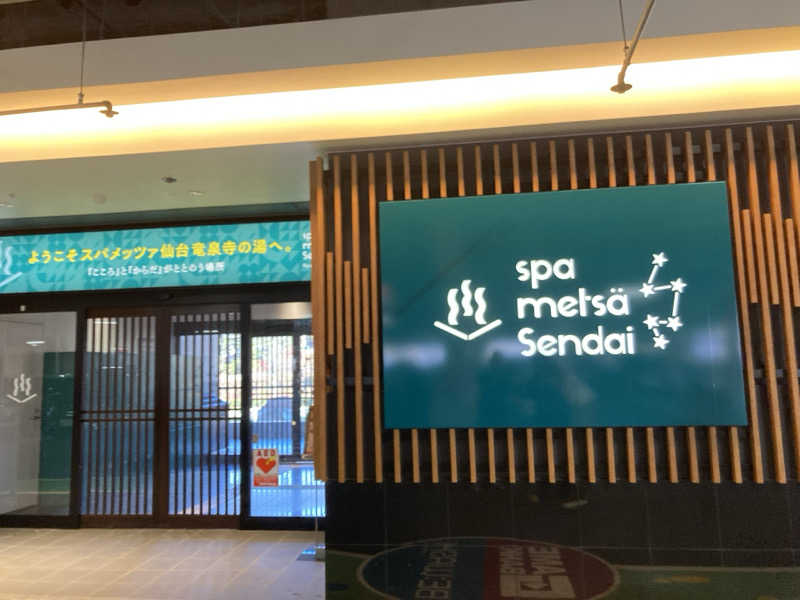 ようこそスパメッツァ仙台 竜泉寺の湯へ。
『こころ』と『からだ』がととのう場所
spa
metsä
Sendai
AED